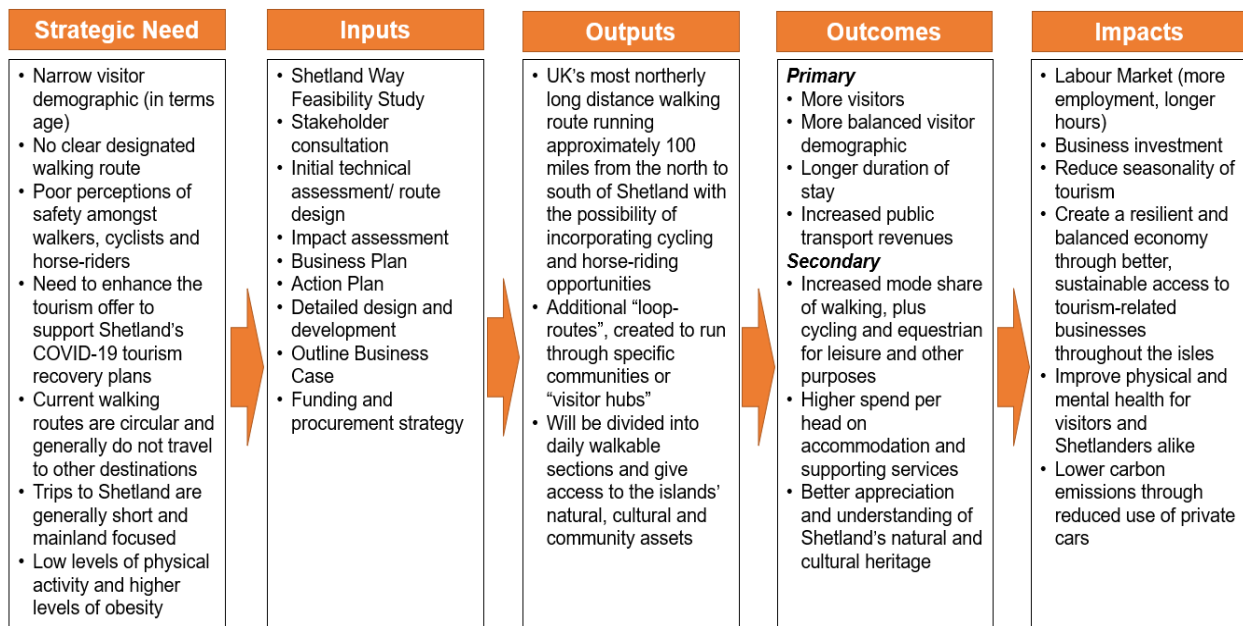 Strategic Need
• Narrow visitor
demographic (in terms
age)
• No clear designated
walking route
• Poor perceptions of
safety amongst
walkers, cyclists and
horse-riders
• Need to enhance the
tourism offer to
support Shetland's
COVID-19 tourism
recovery plans
• Current walking
routes are circular and
generally do not travel
to other destinations
• Trips to Shetland are
generally short and
mainland focused
• Low levels of physical
activity and higher
levels of obesity
Inputs
• Shetland Way
Feasibility Study
• Stakeholder
consultation
• Initial technical
assessment/ route
design
• Impact assessment
• Business Plan
• Action Plan
• Detailed design and
development
• Outline Business
Case
• Funding and
procurement strategy
Outputs
• UK's most northerly
long distance walking
route running
approximately 100
miles from the north to
south of Shetland with
the possibility of
incorporating cycling
and horse-riding
opportunities
• Additional "loop-
routes", created to run
through specific
communities or
"visitor hubs"
• Will be divided into
daily walkable
sections and give
access to the islands'
natural, cultural and
community assets
Outcomes
Primary
• More visitors
• More balanced visitor
demographic
• Longer duration of
stay
• Increased public
transport revenues
Secondary
• Increased mode share
of walking, plus
cycling and equestrian
for leisure and other
purposes
• Higher spend per
head on
accommodation and
supporting services
• Better appreciation
and understanding of
Shetland's natural and
cultural heritage
Impacts
• Labour Market (more
employment, longer
hours)
• Business investment
• Reduce seasonality of
tourism
• Create a resilient and
balanced economy
through better,
sustainable access to
tourism-related
businesses
throughout the isles
• Improve physical and
mental health for
visitors and
Shetlanders alike
• Lower carbon
emissions through
reduced use of private
cars